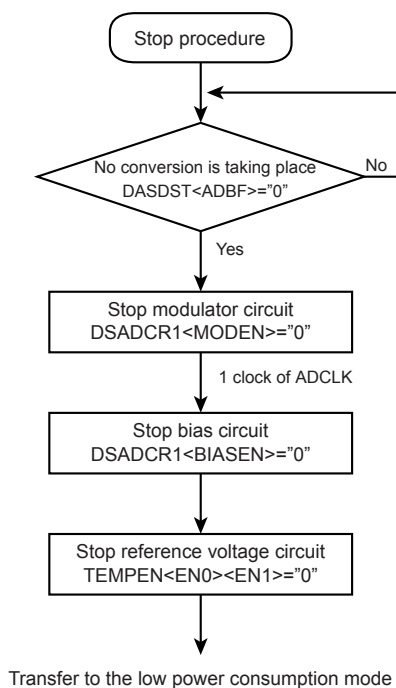 Stop procedure
No conversion is taking place
DASDST<ADBF>=”0”
No
Yes
Stop modulator circuit
DSADCR1<MODEN>=”0”
1 clock of ADCLK
Stop bias circuit
DSADCR1<BIASEN>=”0”
Stop reference voltage circuit
TEMPEN<EN0><EN1>=”0”
Transfer to the low power consumption mode